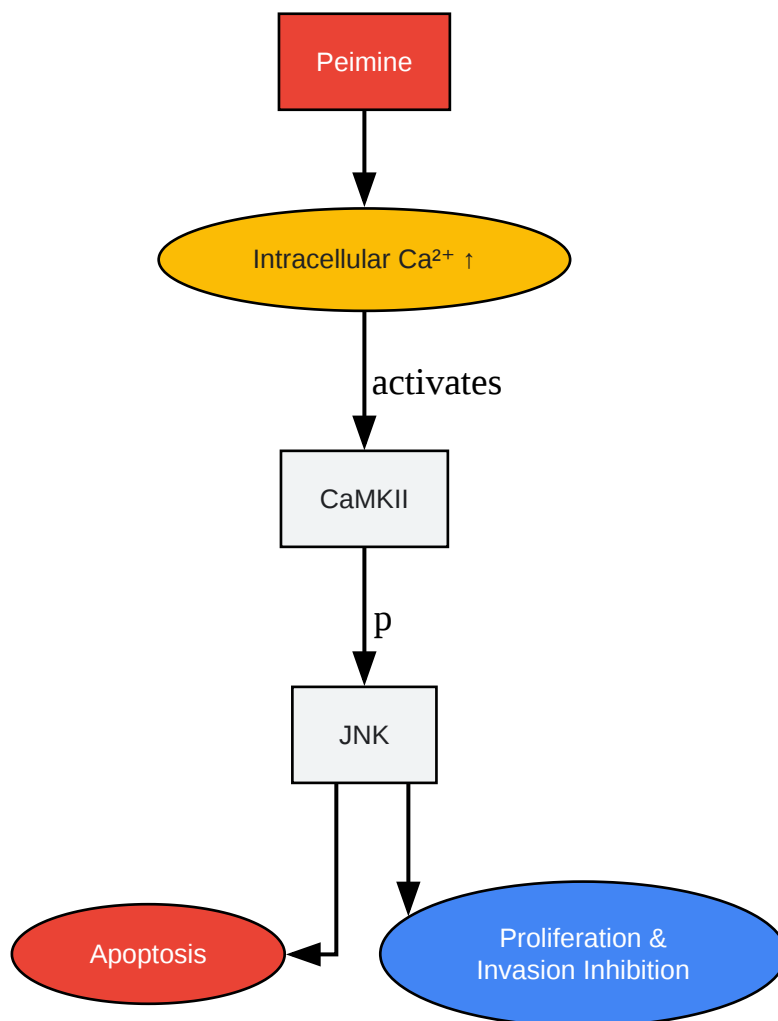 Peimine
Intracellular Ca²⁺ ↑
activates
CaMKII
p
JNK
Apoptosis
Proliferation &
Invasion Inhibition